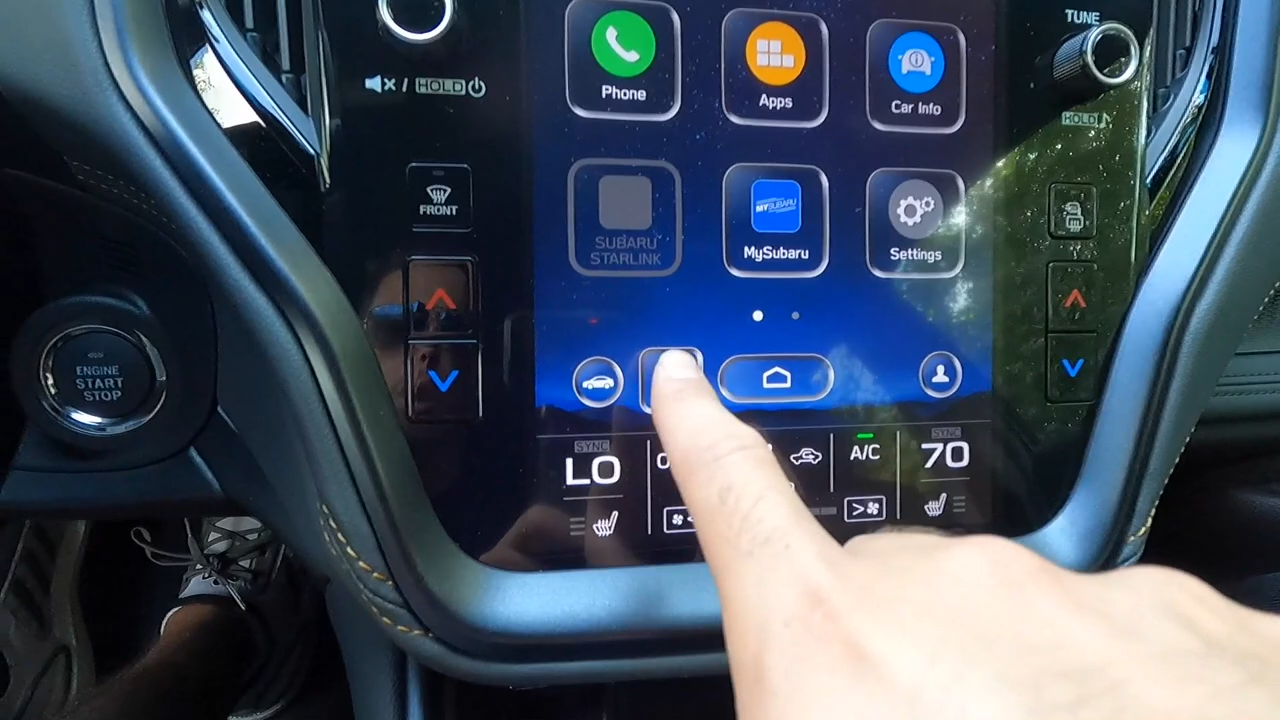 TUNE
Phone
Apps
Car Info
/ HOLD
HOLD
FRONT
MYSUBARU
SUBARU
STARLINK
MySubaru
Settings
ENGINE
START
STOP
SYNC
LO
A/C
SYNC
70